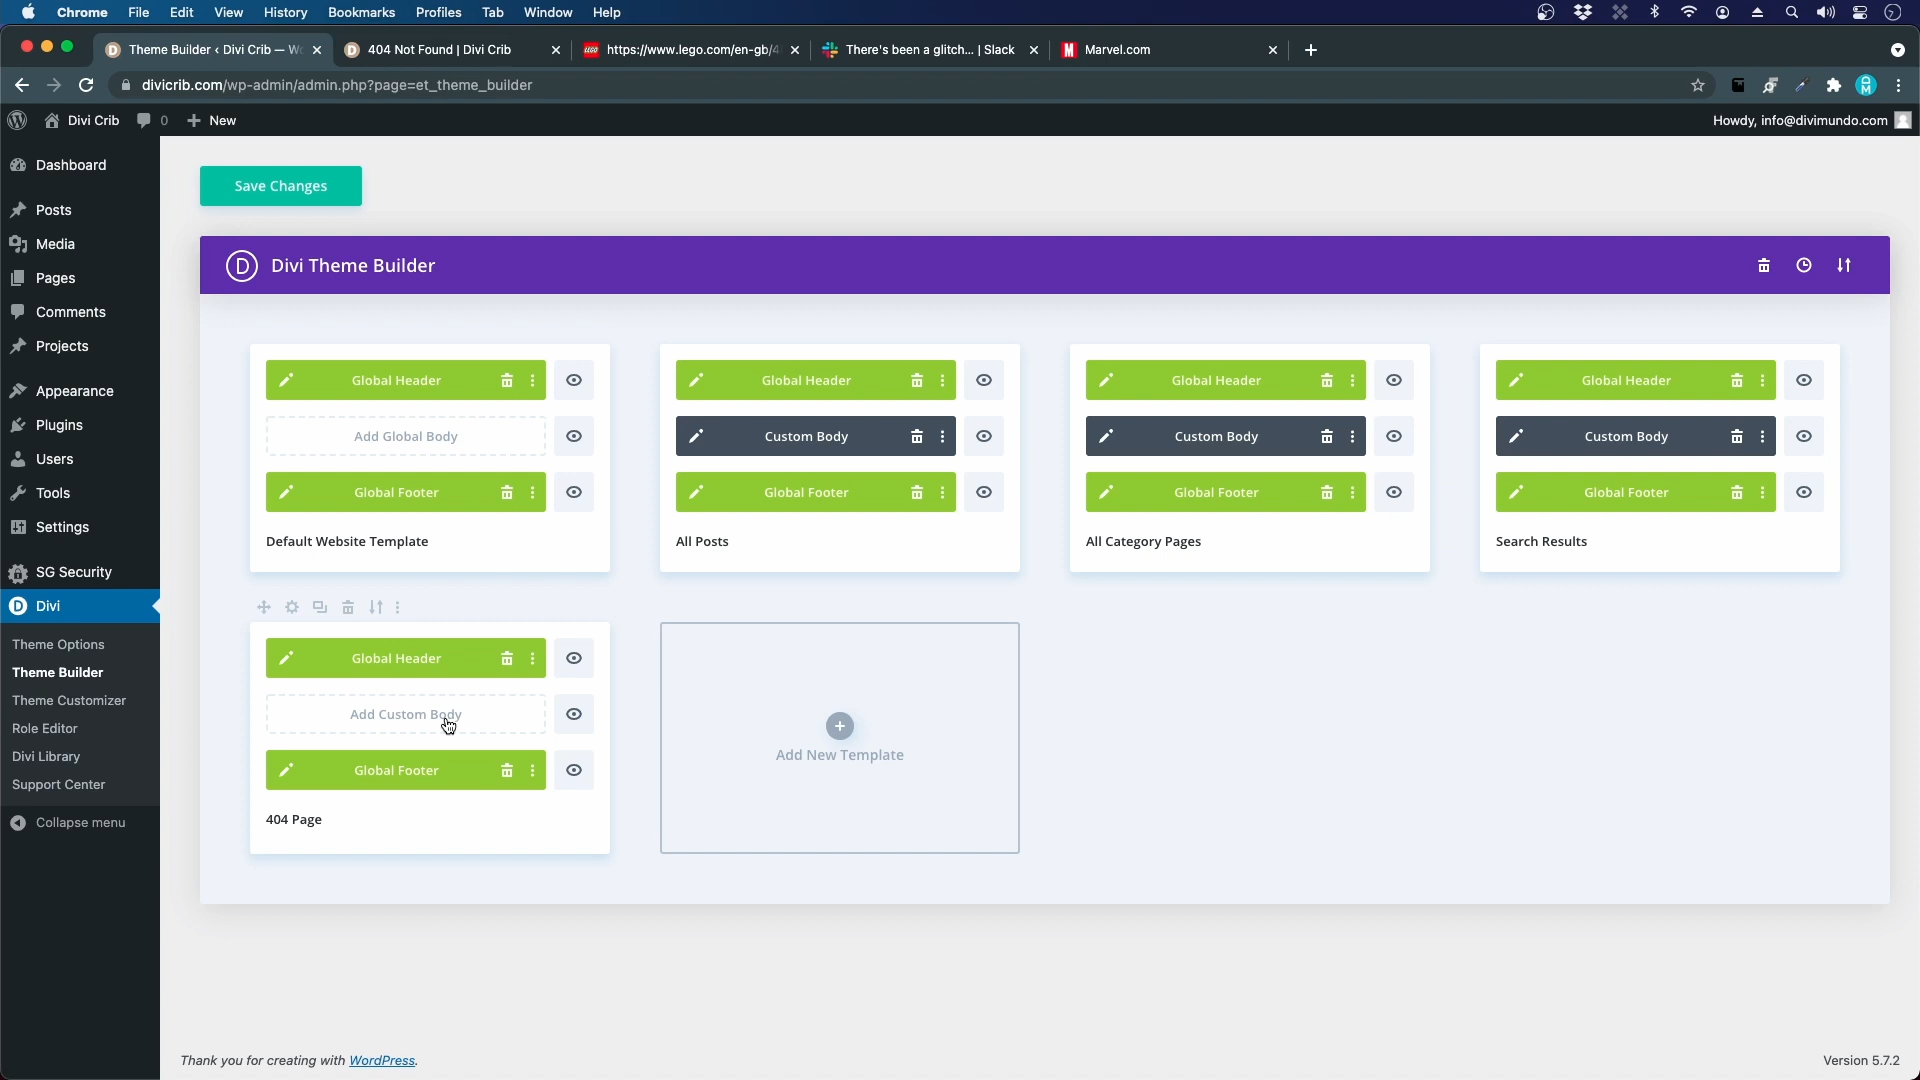 Chrome File Edit View History Bookmarks Profiles Tab Window Help
Theme Builder ‹ Divi Crib — Wo
404 Not Found | Divi Crib
https://www.lego.com/en-gb/4
There's been a glitch... | Slack
Marvel.com
divicrib.com/wp-admin/admin.php?page=et_theme_builder
Divi Crib 0 New
Howdy, info@divimundo.com
Dashboard
Posts
Media
Pages
Comments
Projects
Appearance
Plugins
Users
Tools
Settings
SG Security
Divi
Theme Options
Theme Builder
Theme Customizer
Role Editor
Divi Library
Support Center
Collapse menu
Save Changes
Divi Theme Builder
Global Header
Add Global Body
Global Footer
Default Website Template
Global Header
Custom Body
Global Footer
All Posts
Global Header
Custom Body
Global Footer
All Category Pages
Global Header
Custom Body
Global Footer
Search Results
Global Header
Add Custom Body
Global Footer
404 Page
Add New Template
Thank you for creating with WordPress.
Version 5.7.2